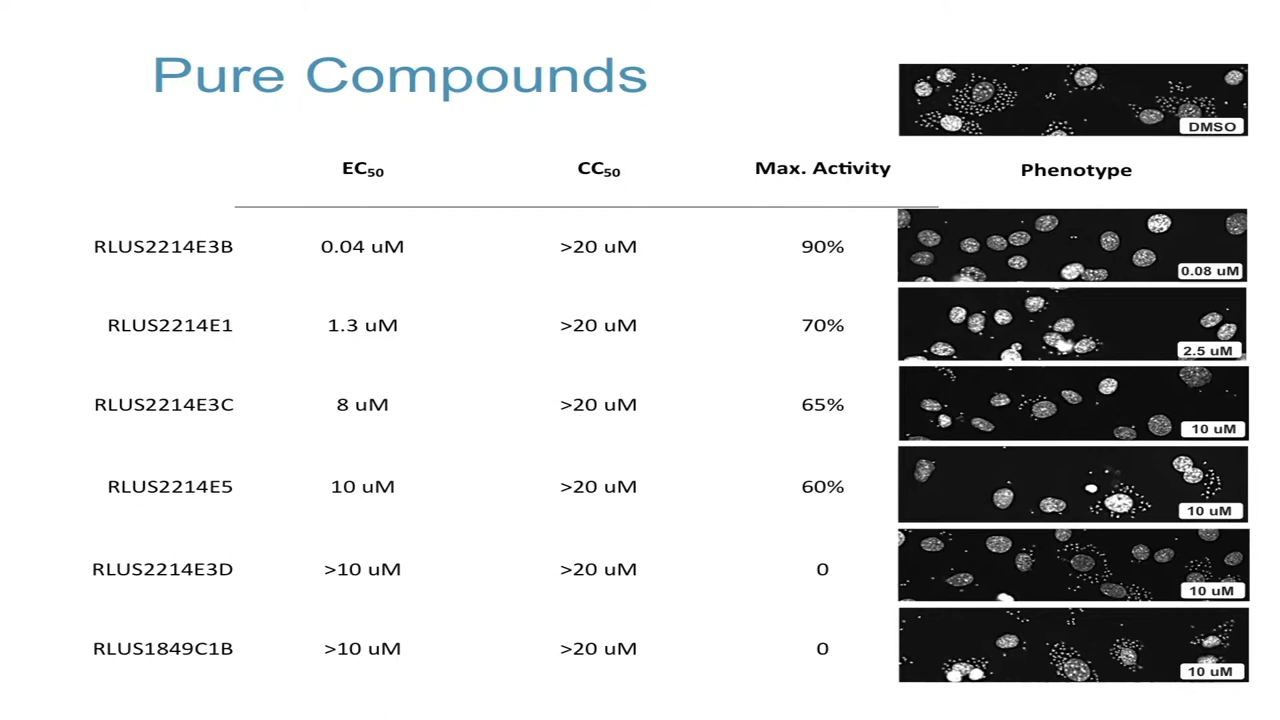 Pure Compounds
DMSO
EC₅₀ CC₅₀ Max. Activity Phenotype
RLUS2214E3B 0.04 uM >20 uM 90% 0.08 uM
RLUS2214E1 1.3 uM >20 uM 70% 2.5 uM
RLUS2214E3C 8 uM >20 uM 65% 10 uM
RLUS2214E5 10 uM >20 uM 60% 10 uM
RLUS2214E3D >10 uM >20 uM 0 10 uM
RLUS1849C1B >10 uM >20 uM 0 10 uM